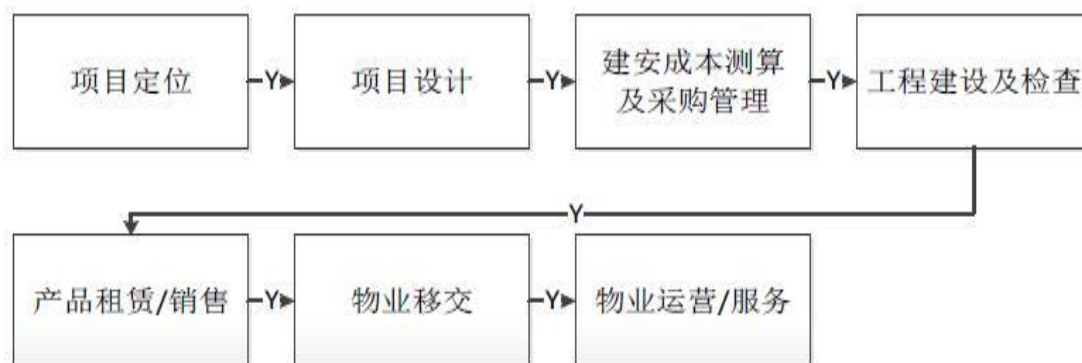 项目定位
Y
项目设计
Y
建安成本测算
及采购管理
Y
工程建设及检查
Y
产品租赁/销售
Y
物业移交
Y
物业运营/服务